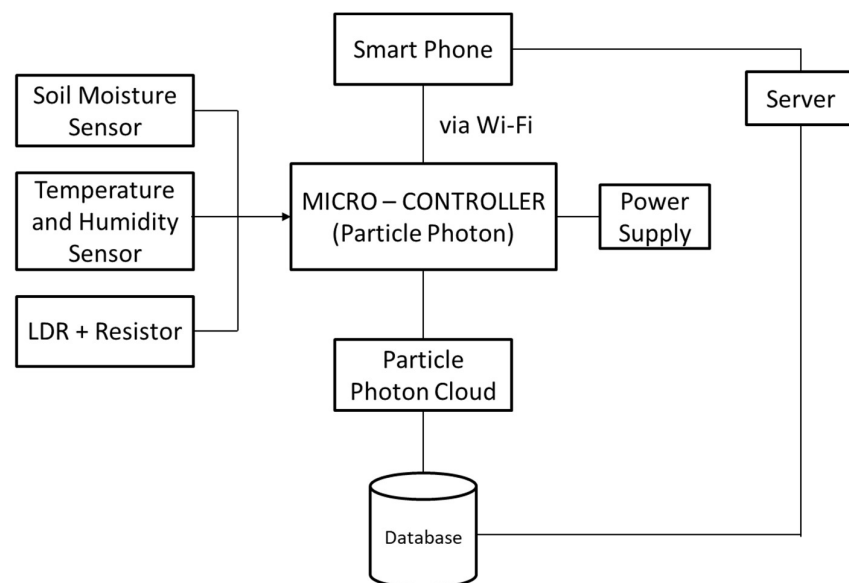 Smart Phone
Server
Soil Moisture
Sensor
via Wi-Fi
Temperature
and Humidity
Sensor
MICRO – CONTROLLER
(Particle Photon)
Power
Supply
LDR + Resistor
Particle
Photon Cloud
Database